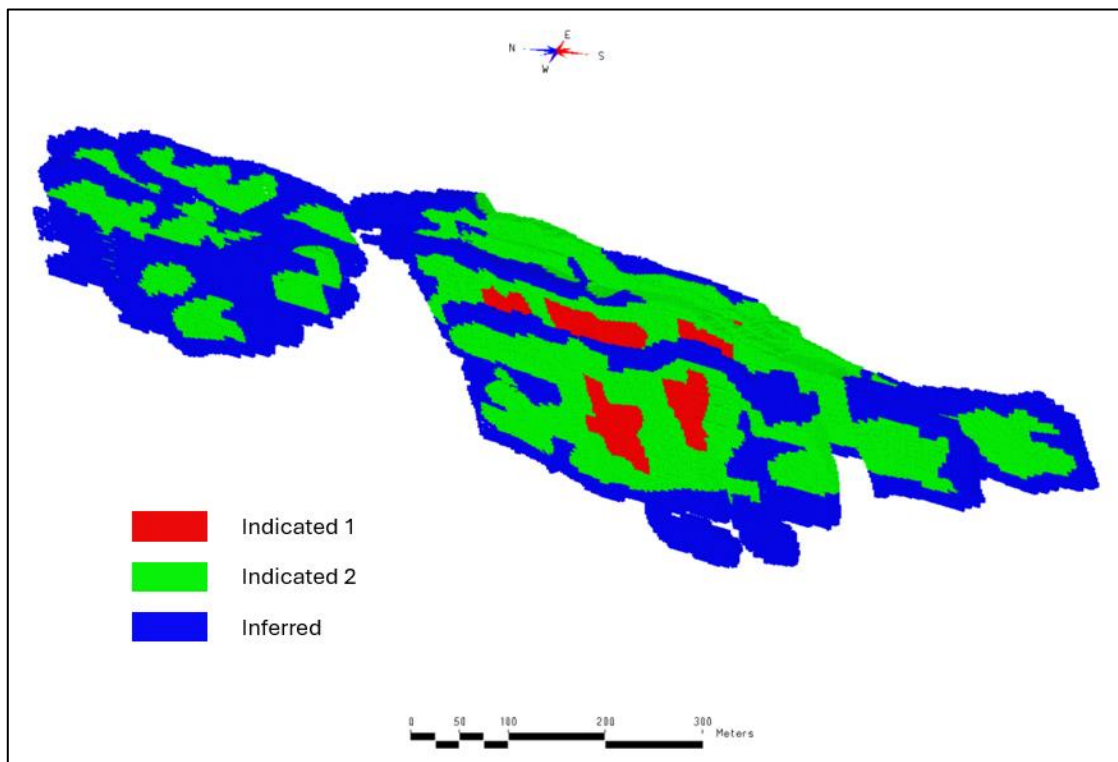 E
N
S
W
Indicated 1
Indicated 2
Inferred
0 50 100 200 300
Meters